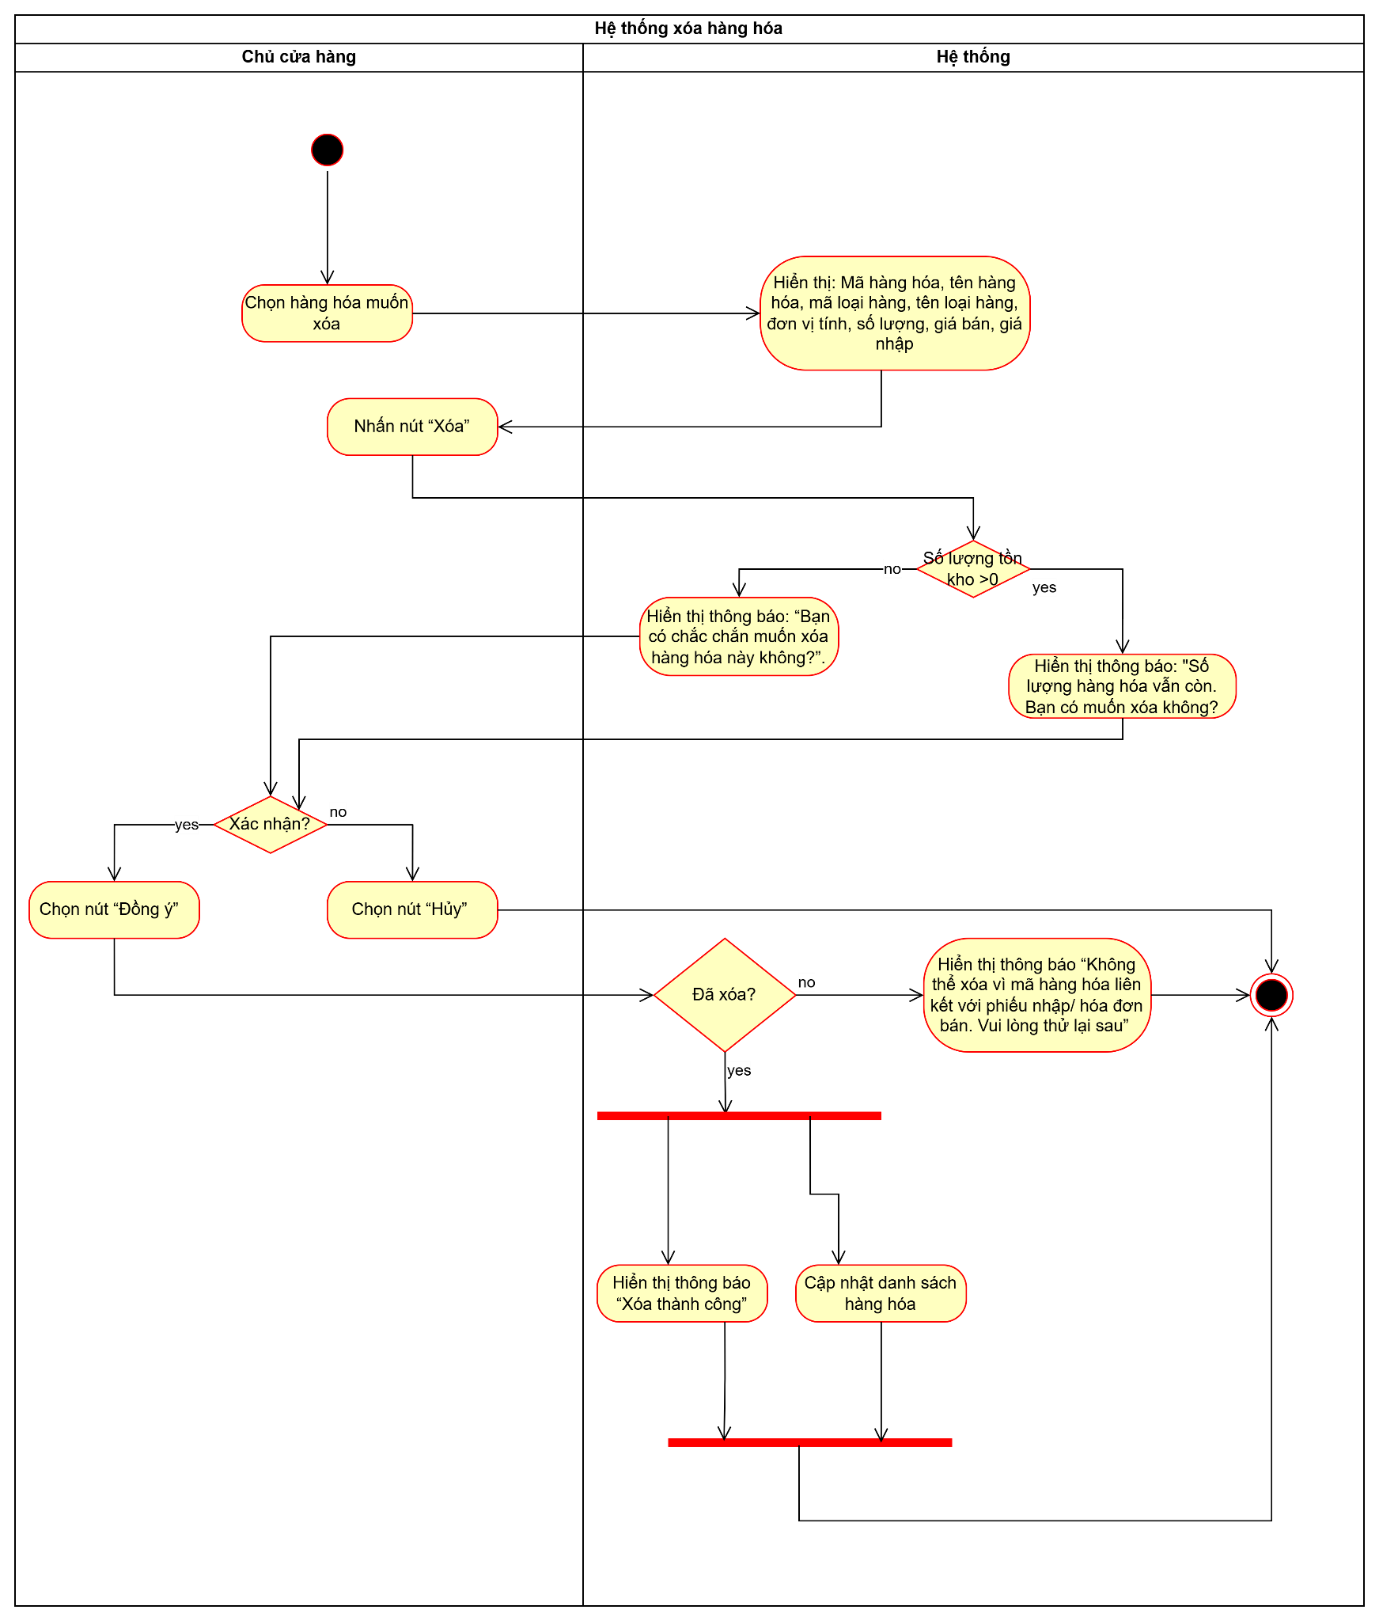 Hệ thống xóa hàng hóa
Chủ cửa hàng
Hệ thống
Chọn hàng hóa muốn
xóa
Hiển thị: Mã hàng hóa, tên hàng
hóa, mã loại hàng, tên loại hàng,
đơn vị tính, số lượng, giá bán, giá
nhập
Nhấn nút “Xóa”
Số lượng tồn
kho >0
no
yes
Hiển thị thông báo: “Bạn
có chắc chắn muốn xóa
hàng hóa này không?”.
Hiển thị thông báo: "Số
lượng hàng hóa vẫn còn.
Bạn có muốn xóa không?
Xác nhận?
yes
no
Chọn nút “Đồng ý”
Chọn nút “Hủy”
Đã xóa?
no
Hiển thị thông báo “Không
thể xóa vì mã hàng hóa liên
kết với phiếu nhập/ hóa đơn
bán. Vui lòng thử lại sau”
yes
Hiển thị thông báo
“Xóa thành công”
Cập nhật danh sách
hàng hóa